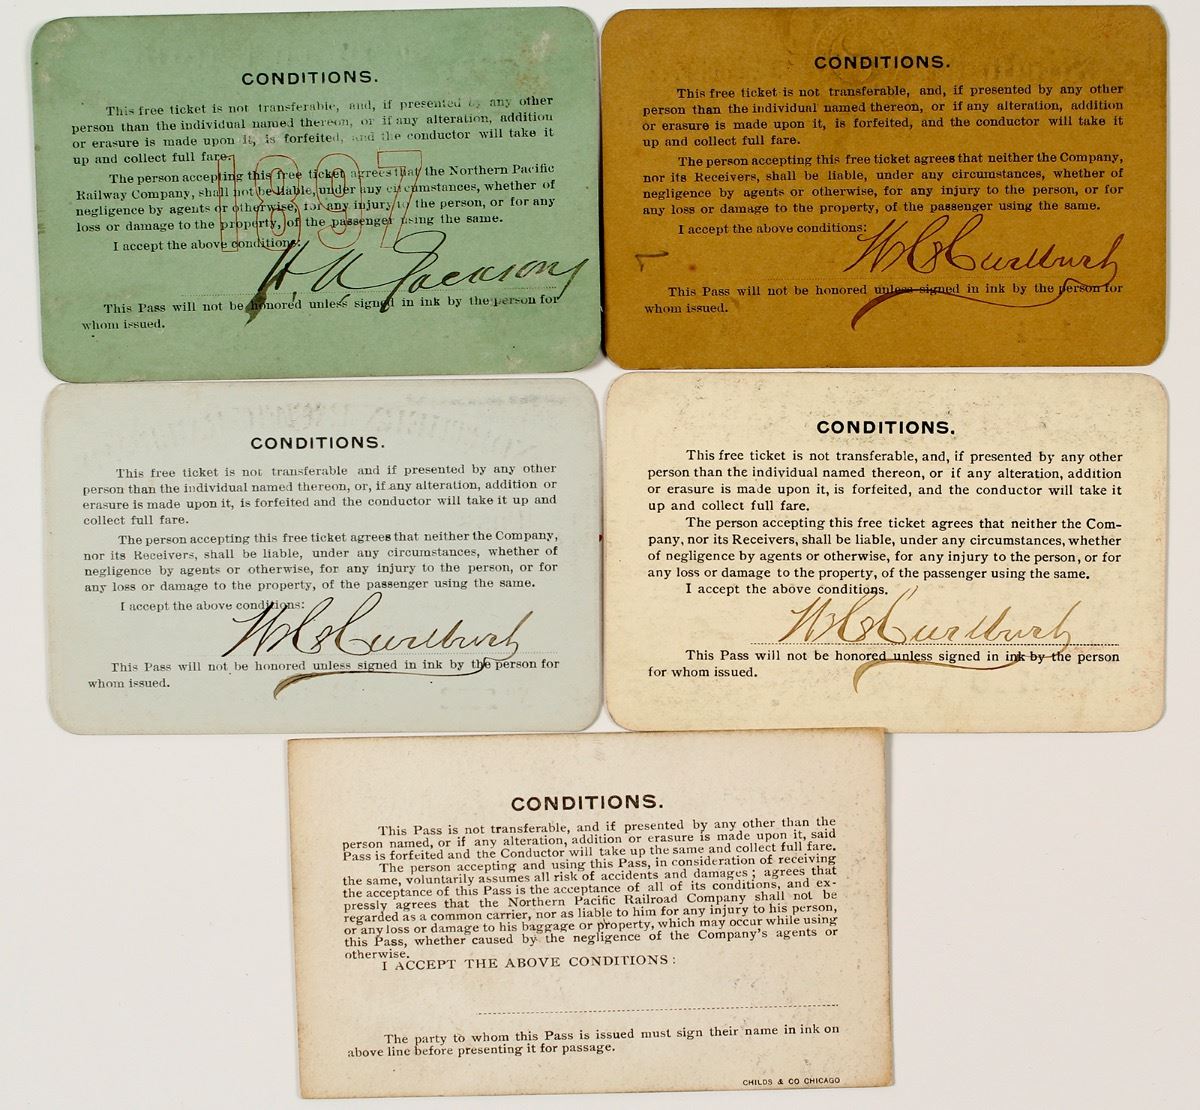 CONDITIONS.
This free ticket is not transferable, and, if presented by any other
person than the individual named thereon, or if any alteration, addition
or erasure is made upon it, is forfeited, and the conductor will take it
up and collect full fare.
1897
The person accepting this free ticket agrees that the Northern Pacific
Railway Company, shall not be liable, under any circumstances, whether of
negligence by agents or otherwise, for any injury to the person, or for any
loss or damage to the property, of the passenger using the same.
I accept the above conditions:
This Pass will not be honored unless signed in ink by the person for
whom issued.
CONDITIONS.
This free ticket is not transferable, and, if presented by any other
person than the individual named thereon, or if any alteration, addition
or erasure is made upon it, is forfeited, and the conductor will take it
up and collect full fare.
The person accepting this free ticket agrees that neither the Company,
nor its Receivers, shall be liable, under any circumstances, whether of
negligence by agents or otherwise, for any injury to the person, or for
any loss or damage to the property, of the passenger using the same.
I accept the above conditions:
This Pass will not be honored unless signed in ink by the person for
whom issued.
CONDITIONS.
This free ticket is not transferable and if presented by any other
person than the individual named thereon, or, if any alteration, addition or
erasure is made upon it, is forfeited and the conductor will take it up and
collect full fare.
The person accepting this free ticket agrees that neither the Company,
nor its Receivers, shall be liable, under any circumstances, whether of
negligence by agents or otherwise, for any injury to the person, or for
any loss or damage to the property, of the passenger using the same.
I accept the above conditions:
This Pass will not be honored unless signed in ink by the person for
whom issued.
CONDITIONS.
This free ticket is not transferable, and, if presented by any other
person than the individual named thereon, or if any alteration, addition
or erasure is made upon it, is forfeited, and the conductor will take it
up and collect full fare.
The person accepting this free ticket agrees that neither the Com-
pany, nor its Receivers, shall be liable, under any circumstances, whether
of negligence by agents or otherwise, for any injury to the person, or for
any loss or damage to the property, of the passenger using the same.
I accept the above conditions.
This Pass will not be honored unless signed in ink by the person
for whom issued.
CONDITIONS.
This Pass is not transferable, and if presented by any other than the
person named, or if any alteration, addition or erasure is made upon it, said
Pass is forfeited and the Conductor will take up the same and collect full fare.
The person accepting and using this Pass, in consideration of receiving
the same, voluntarily assumes all risk of accidents and damages ; agrees that
the acceptance of this Pass is the acceptance of all of its conditions, and ex-
pressly agrees that the Northern Pacific Railroad Company shall not be
regarded as a common carrier, nor as liable to him for any injury to his person,
or any loss or damage to his baggage or property, which may occur while using
this Pass, whether caused by the negligence of the Company's agents or
otherwise.
I ACCEPT THE ABOVE CONDITIONS :
The party to whom this Pass is issued must sign their name in ink on
above line before presenting it for passage.
CHILDS & CO CHICAGO